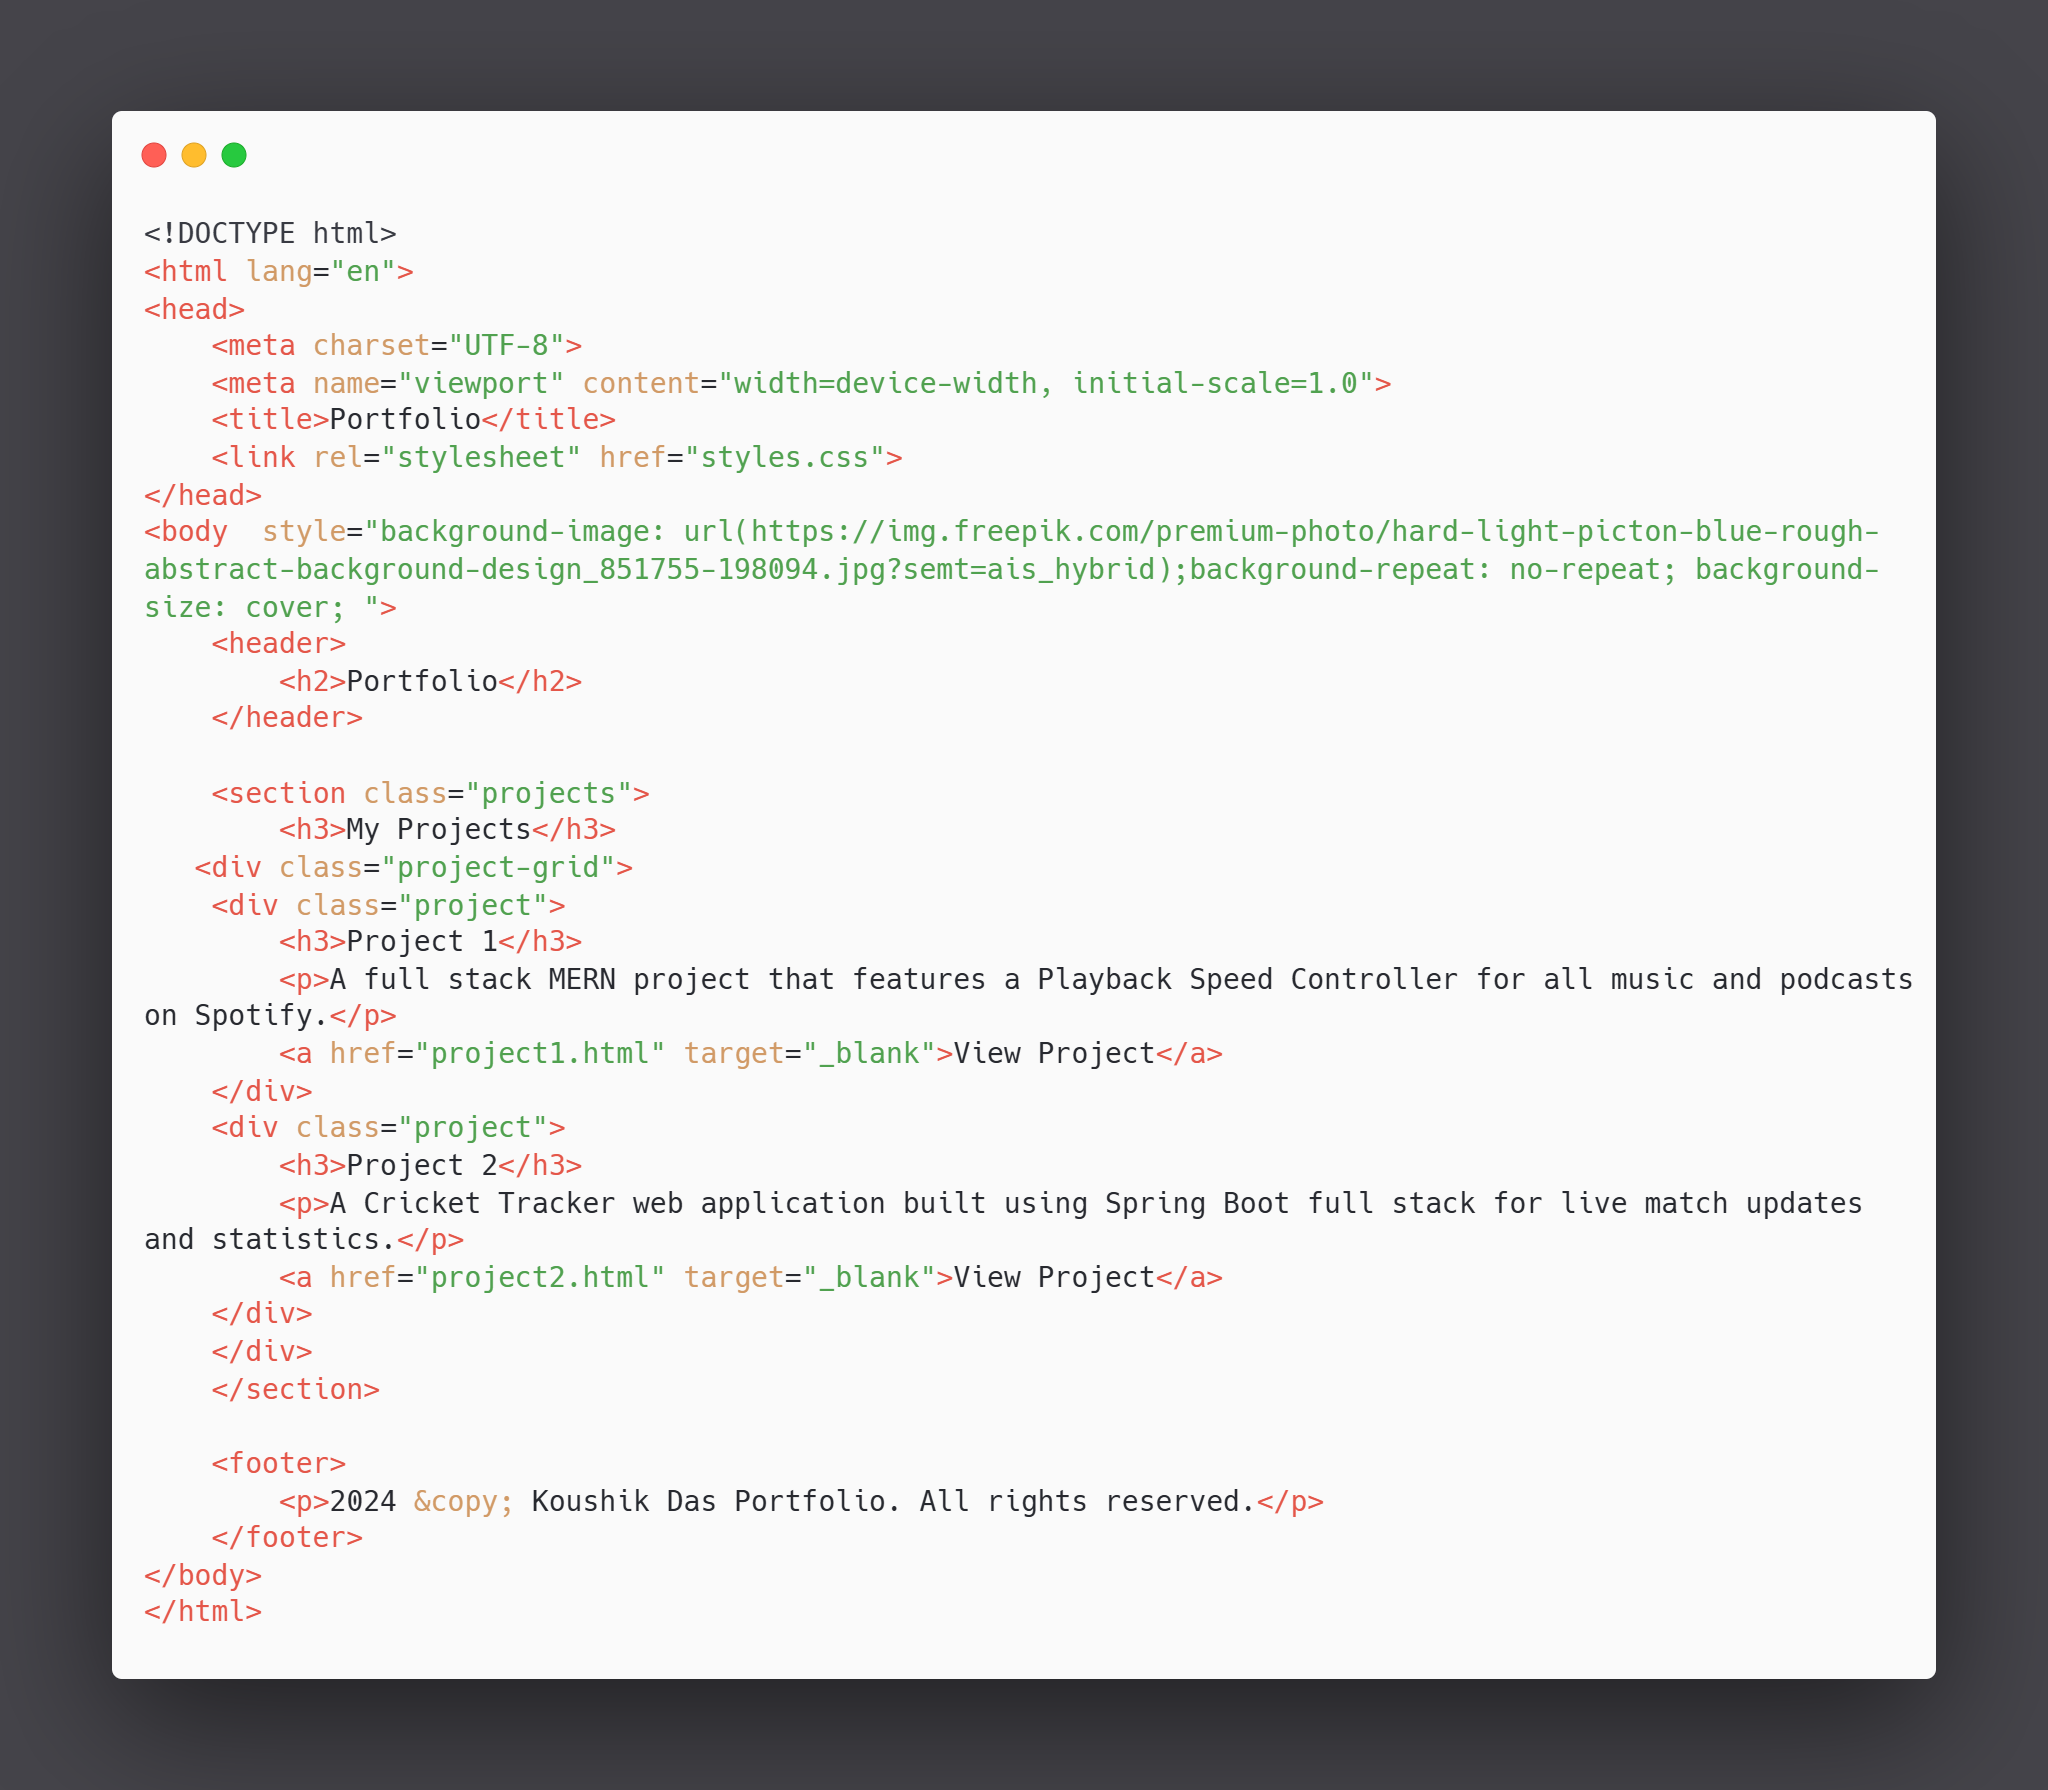 <!DOCTYPE html>
<html lang="en">
<head>
    <meta charset="UTF-8">
    <meta name="viewport" content="width=device-width, initial-scale=1.0">
    <title>Portfolio</title>
    <link rel="stylesheet" href="styles.css">
</head>
<body  style="background-image: url(https://img.freepik.com/premium-photo/hard-light-picton-blue-rough-
abstract-background-design_851755-198094.jpg?semt=ais_hybrid);background-repeat: no-repeat; background-
size: cover; ">
    <header>
        <h2>Portfolio</h2>
    </header>

    <section class="projects">
        <h3>My Projects</h3>
   <div class="project-grid">
    <div class="project">
        <h3>Project 1</h3>
        <p>A full stack MERN project that features a Playback Speed Controller for all music and podcasts
on Spotify.</p>
        <a href="project1.html" target="_blank">View Project</a>
    </div>
    <div class="project">
        <h3>Project 2</h3>
        <p>A Cricket Tracker web application built using Spring Boot full stack for live match updates
and statistics.</p>
        <a href="project2.html" target="_blank">View Project</a>
    </div>
    </div>
    </section>

    <footer>
        <p>2024 &copy; Koushik Das Portfolio. All rights reserved.</p>
    </footer>
</body>
</html>